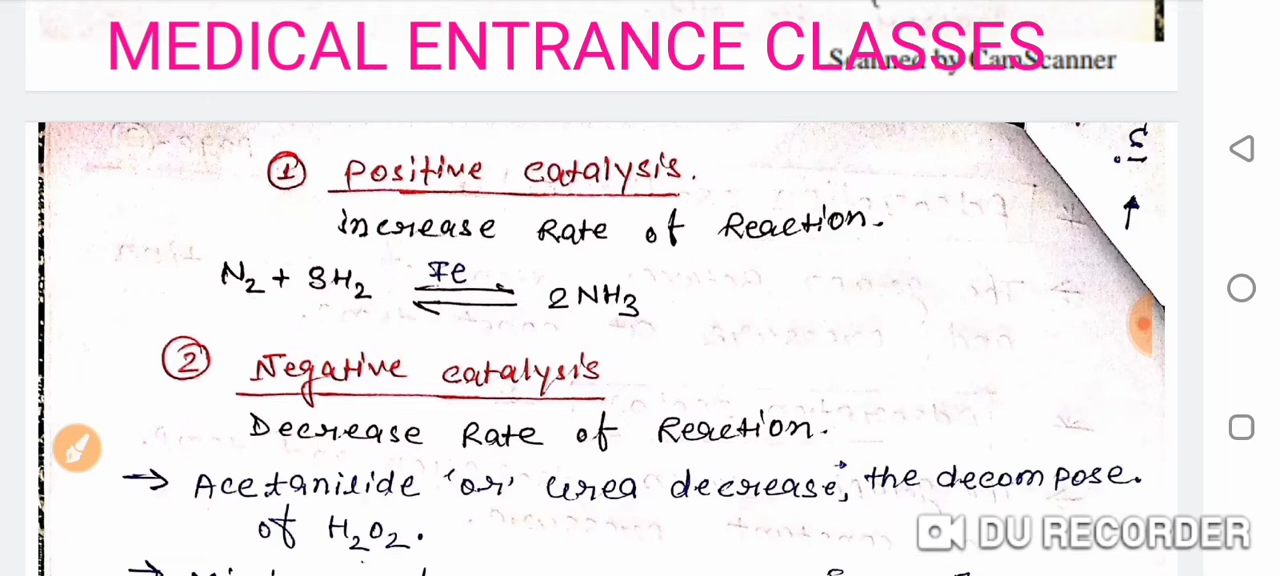 MEDICAL ENTRANCE CLASSES
Scanned by CamScanner
① Positive catalysis.
increase Rate of Reaction.
N2 + 3H2 Fe ⇌ 2NH3
② Negative catalysis
Decrease Rate of Reaction.
→ Acetanilide 'or' urea decrease, the decompose.
of H2O2.
DU RECORDER